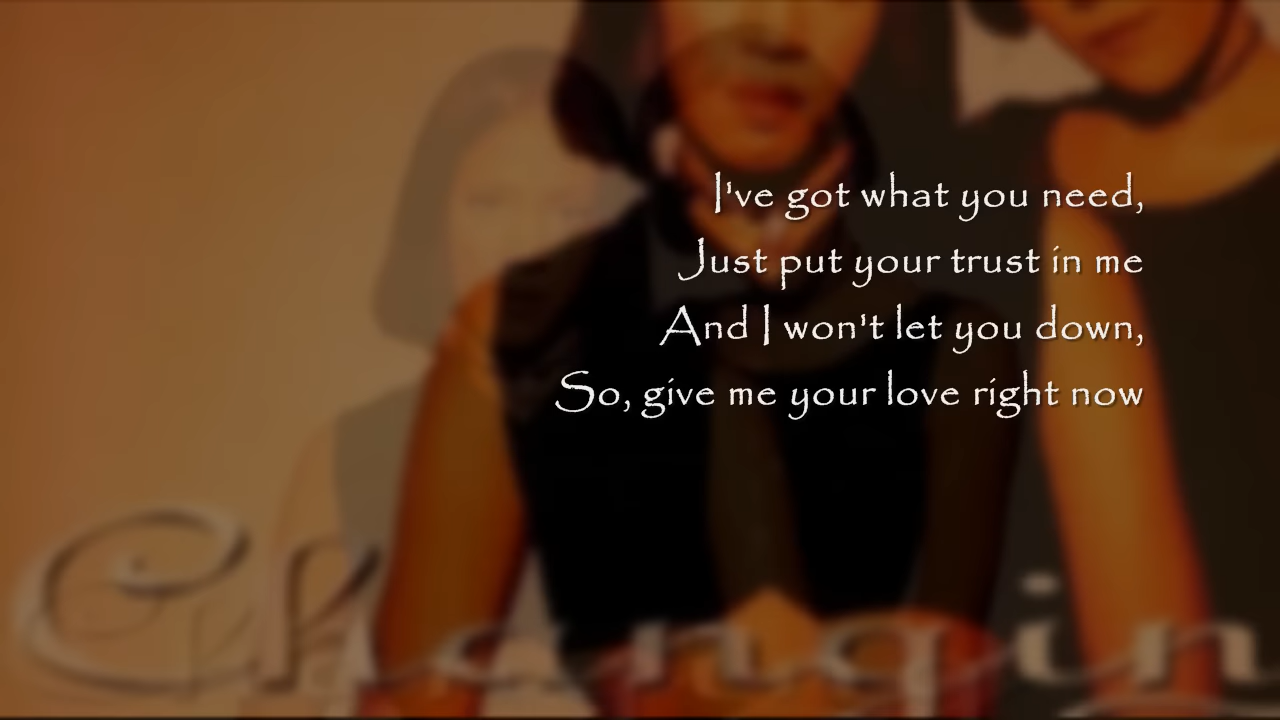 I've got what you need,
Just put your trust in me
And I won't let you down,
So, give me your love right now
Changin